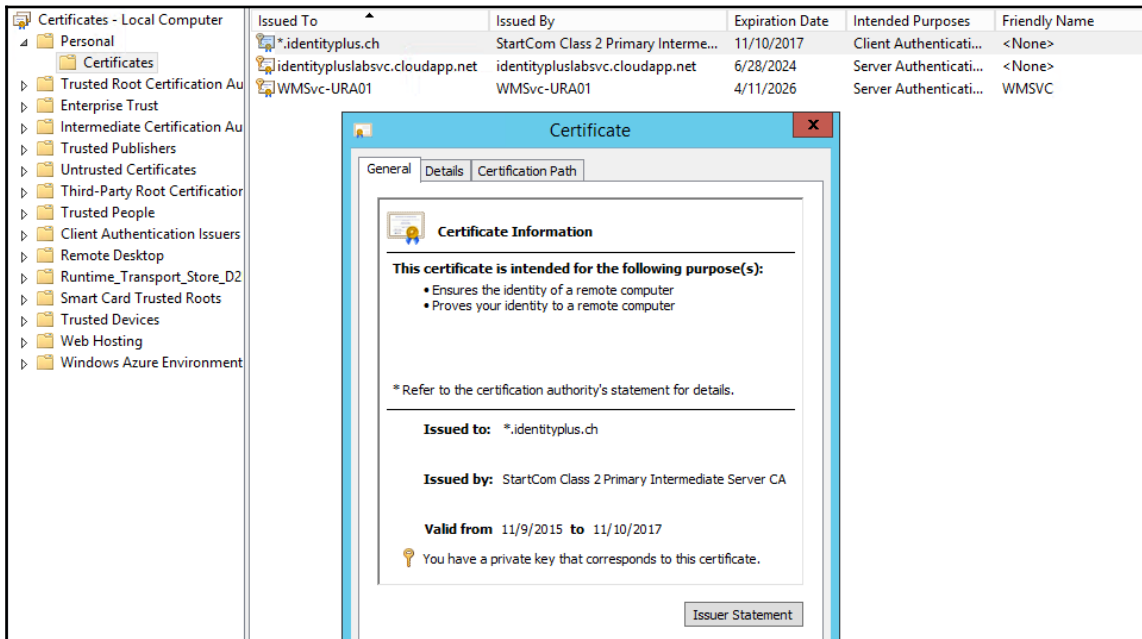 Certificates - Local Computer
Personal
Certificates
Trusted Root Certification Au
Enterprise Trust
Intermediate Certification Au
Trusted Publishers
Untrusted Certificates
Third-Party Root Certification
Trusted People
Client Authentication Issuers
Remote Desktop
Runtime_Transport_Store_D2
Smart Card Trusted Roots
Trusted Devices
Web Hosting
Windows Azure Environment
Issued To Issued By Expiration Date Intended Purposes Friendly Name
*.identityplus.ch StartCom Class 2 Primary Interme... 11/10/2017 Client Authenticati... <None>
identitypluslabsvc.cloudapp.net identitypluslabsvc.cloudapp.net 6/28/2024 Server Authenticati... <None>
WMSvc-URA01 WMSvc-URA01 4/11/2026 Server Authenticati... WMSVC
Certificate
x
General Details Certification Path
Certificate Information
This certificate is intended for the following purpose(s):
• Ensures the identity of a remote computer
• Proves your identity to a remote computer
* Refer to the certification authority's statement for details.
Issued to: *.identityplus.ch
Issued by: StartCom Class 2 Primary Intermediate Server CA
Valid from 11/9/2015 to 11/10/2017
You have a private key that corresponds to this certificate.
Issuer Statement